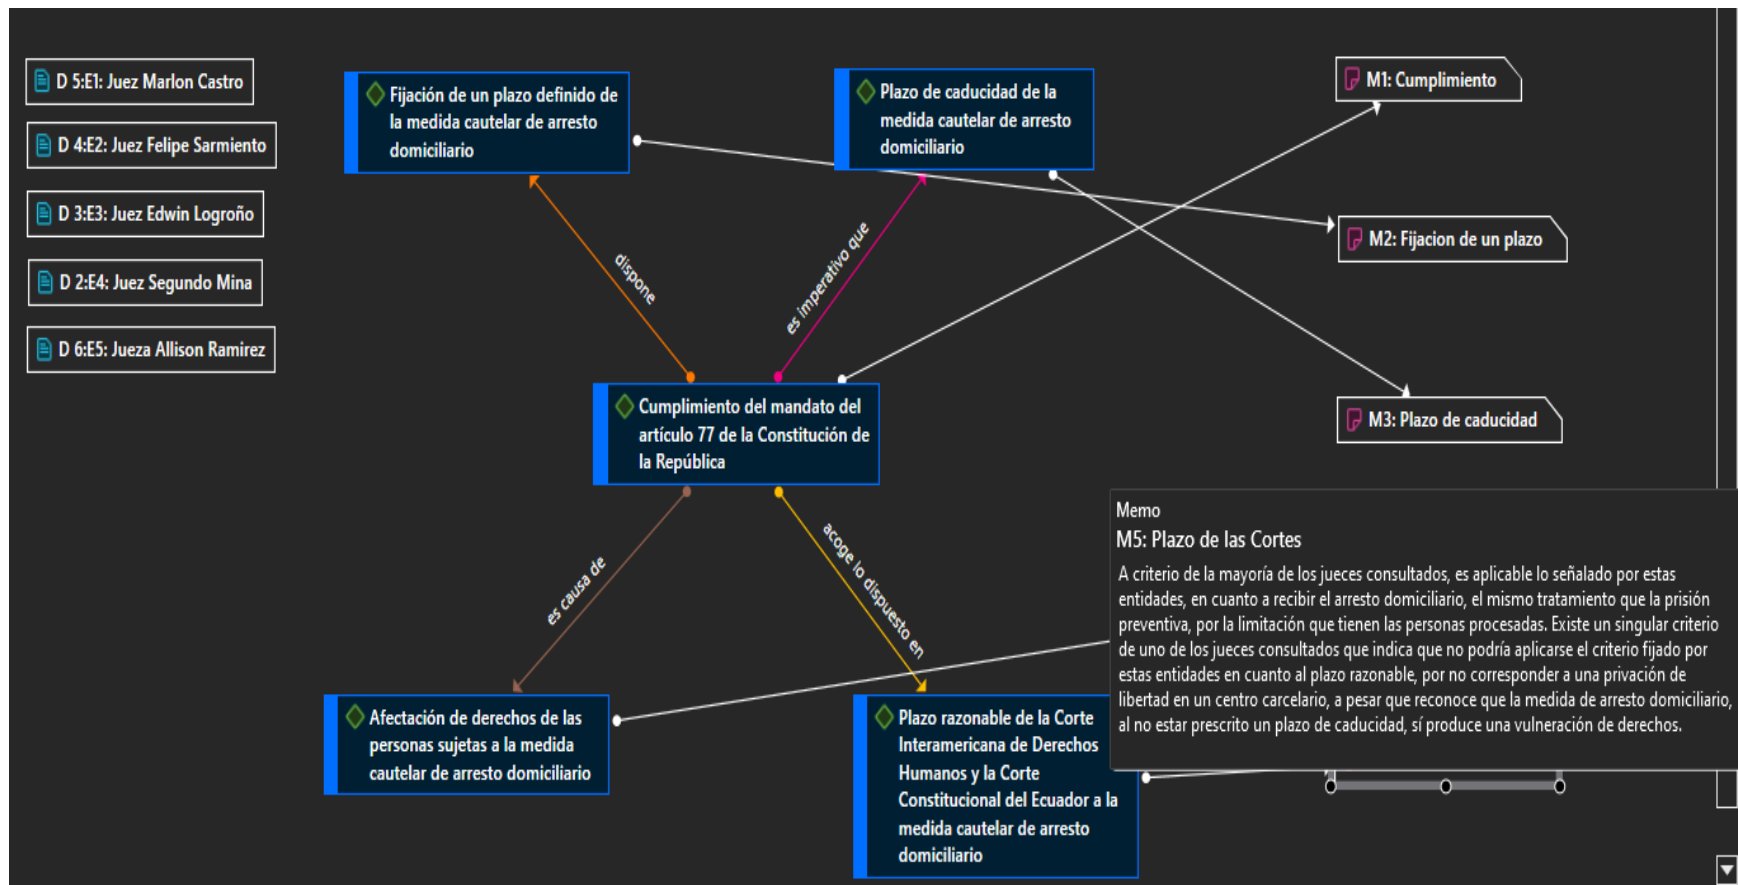 D 5:E1: Juez Marlon Castro
D 4:E2: Juez Felipe Sarmiento
D 3:E3: Juez Edwin Logroño
D 2:E4: Juez Segundo Mina
D 6:E5: Jueza Allison Ramirez
Fijación de un plazo definido de
la medida cautelar de arresto
domiciliario
Plazo de caducidad de la
medida cautelar de arresto
domiciliario
M1: Cumplimiento
M2: Fijacion de un plazo
M3: Plazo de caducidad
dispone
es imperativo que
Cumplimiento del mandato del
artículo 77 de la Constitución de
la República
es causa de
acoge lo dispuesto en
Afectación de derechos de las
personas sujetas a la medida
cautelar de arresto domiciliario
Plazo razonable de la Corte
Interamericana de Derechos
Humanos y la Corte
Constitucional del Ecuador a la
medida cautelar de arresto
domiciliario
Memo
M5: Plazo de las Cortes
A criterio de la mayoría de los jueces consultados, es aplicable lo señalado por estas
entidades, en cuanto a recibir el arresto domiciliario, el mismo tratamiento que la prisión
preventiva, por la limitación que tienen las personas procesadas. Existe un singular criterio
de uno de los jueces consultados que indica que no podría aplicarse el criterio fijado por
estas entidades en cuanto al plazo razonable, por no corresponder a una privación de
libertad en un centro carcelario, a pesar que reconoce que la medida de arresto domiciliario,
al no estar prescrito un plazo de caducidad, sí produce una vulneración de derechos.